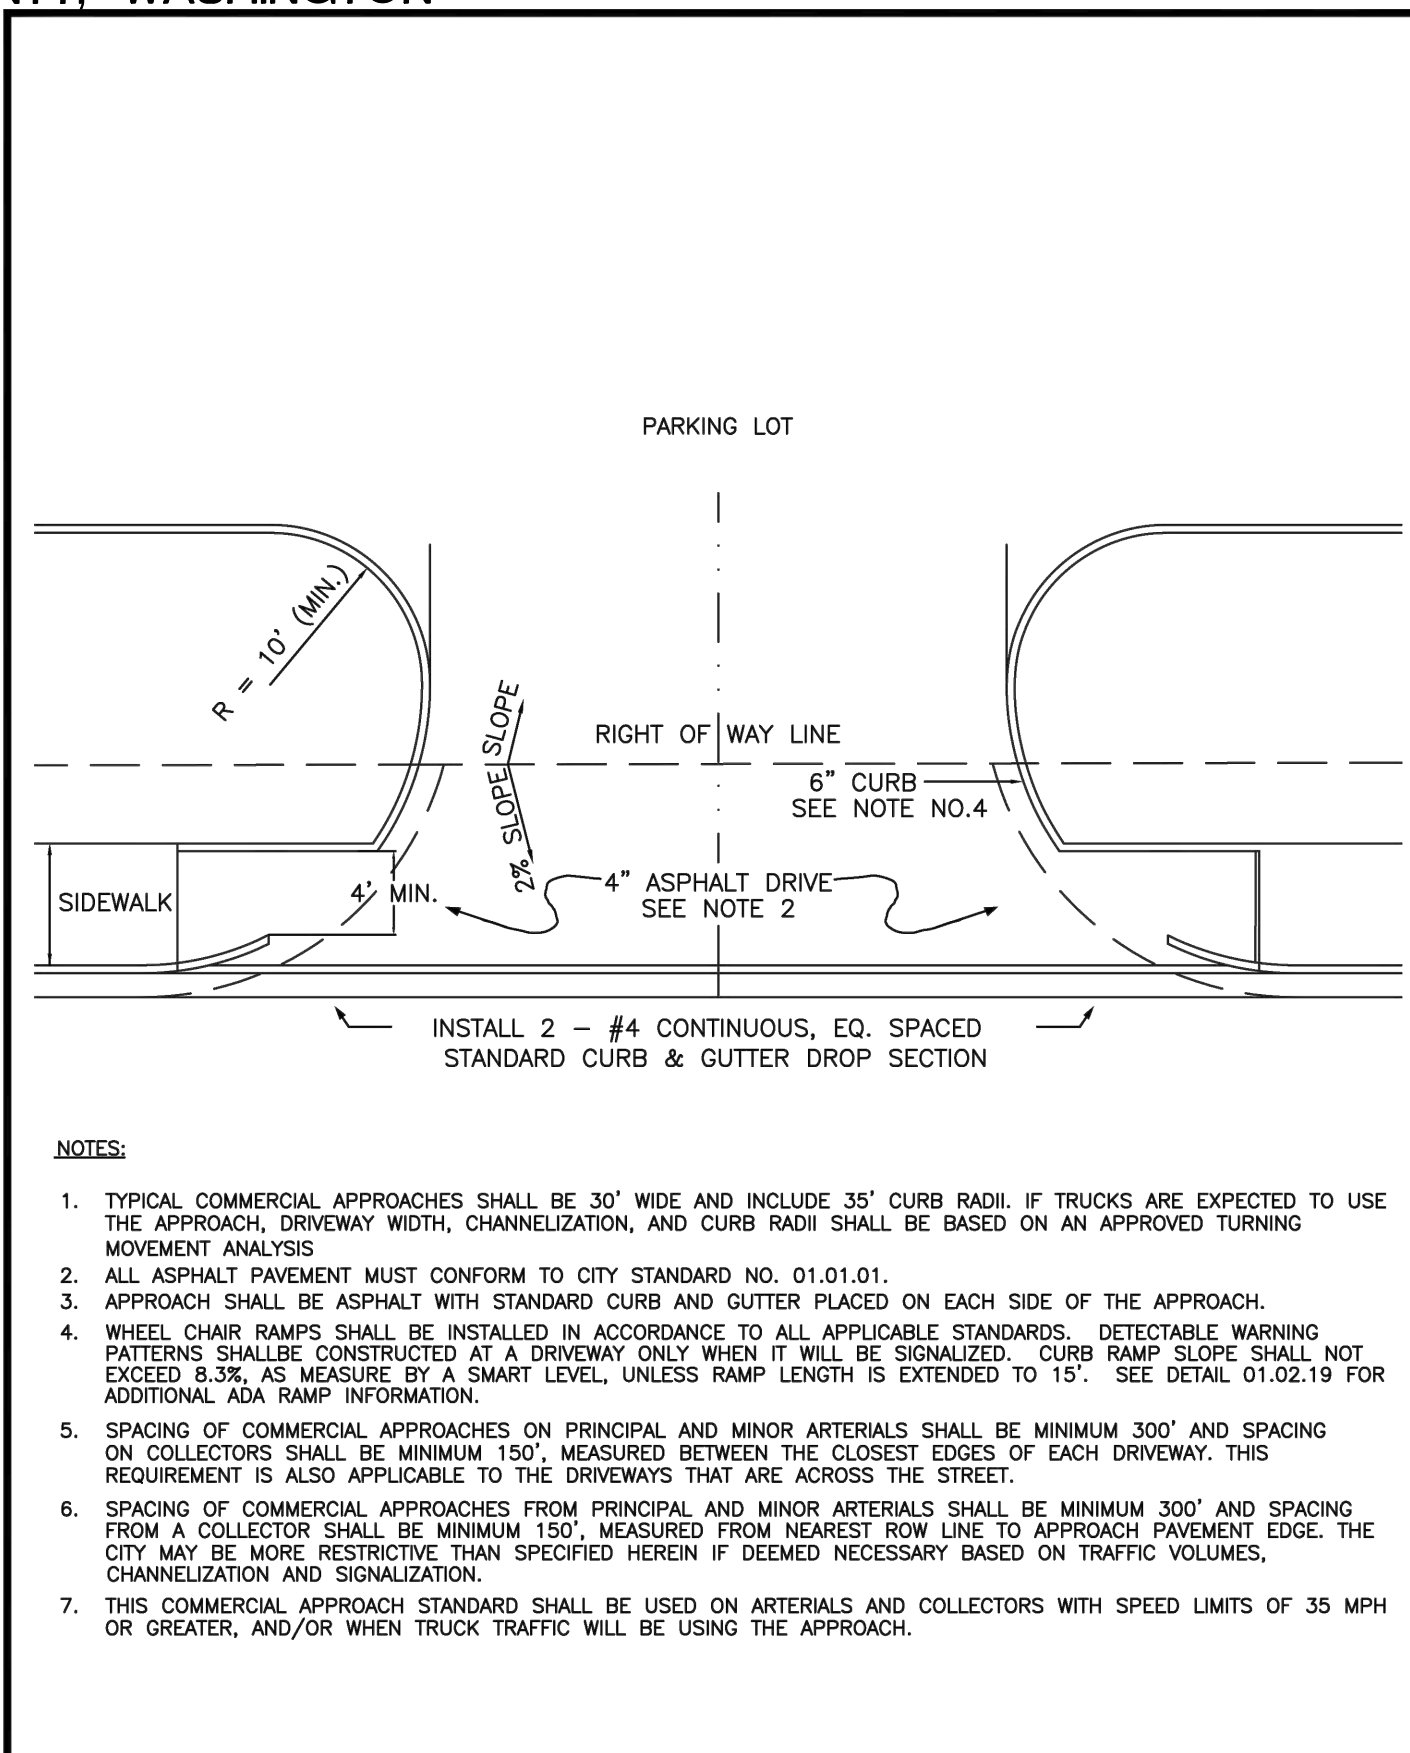 WASHINGTON
PARKING LOT
R = 10' (MIN.)
SLOPE
RIGHT OF WAY LINE
2% SLOPE
6" CURB
SEE NOTE NO.4
SIDEWALK
4' MIN.
4" ASPHALT DRIVE
SEE NOTE 2
INSTALL 2 – #4 CONTINUOUS, EQ. SPACED
STANDARD CURB & GUTTER DROP SECTION
NOTES:
1. TYPICAL COMMERCIAL APPROACHES SHALL BE 30' WIDE AND INCLUDE 35' CURB RADII. IF TRUCKS ARE EXPECTED TO USE
THE APPROACH, DRIVEWAY WIDTH, CHANNELIZATION, AND CURB RADII SHALL BE BASED ON AN APPROVED TURNING
MOVEMENT ANALYSIS
2. ALL ASPHALT PAVEMENT MUST CONFORM TO CITY STANDARD NO. 01.01.01.
3. APPROACH SHALL BE ASPHALT WITH STANDARD CURB AND GUTTER PLACED ON EACH SIDE OF THE APPROACH.
4. WHEEL CHAIR RAMPS SHALL BE INSTALLED IN ACCORDANCE TO ALL APPLICABLE STANDARDS. DETECTABLE WARNING
PATTERNS SHALLBE CONSTRUCTED AT A DRIVEWAY ONLY WHEN IT WILL BE SIGNALIZED. CURB RAMP SLOPE SHALL NOT
EXCEED 8.3%, AS MEASURE BY A SMART LEVEL, UNLESS RAMP LENGTH IS EXTENDED TO 15'. SEE DETAIL 01.02.19 FOR
ADDITIONAL ADA RAMP INFORMATION.
5. SPACING OF COMMERCIAL APPROACHES ON PRINCIPAL AND MINOR ARTERIALS SHALL BE MINIMUM 300' AND SPACING
ON COLLECTORS SHALL BE MINIMUM 150', MEASURED BETWEEN THE CLOSEST EDGES OF EACH DRIVEWAY. THIS
REQUIREMENT IS ALSO APPLICABLE TO THE DRIVEWAYS THAT ARE ACROSS THE STREET.
6. SPACING OF COMMERCIAL APPROACHES FROM PRINCIPAL AND MINOR ARTERIALS SHALL BE MINIMUM 300' AND SPACING
FROM A COLLECTOR SHALL BE MINIMUM 150', MEASURED FROM NEAREST ROW LINE TO APPROACH PAVEMENT EDGE. THE
CITY MAY BE MORE RESTRICTIVE THAN SPECIFIED HEREIN IF DEEMED NECESSARY BASED ON TRAFFIC VOLUMES,
CHANNELIZATION AND SIGNALIZATION.
7. THIS COMMERCIAL APPROACH STANDARD SHALL BE USED ON ARTERIALS AND COLLECTORS WITH SPEED LIMITS OF 35 MPH
OR GREATER, AND/OR WHEN TRUCK TRAFFIC WILL BE USING THE APPROACH.